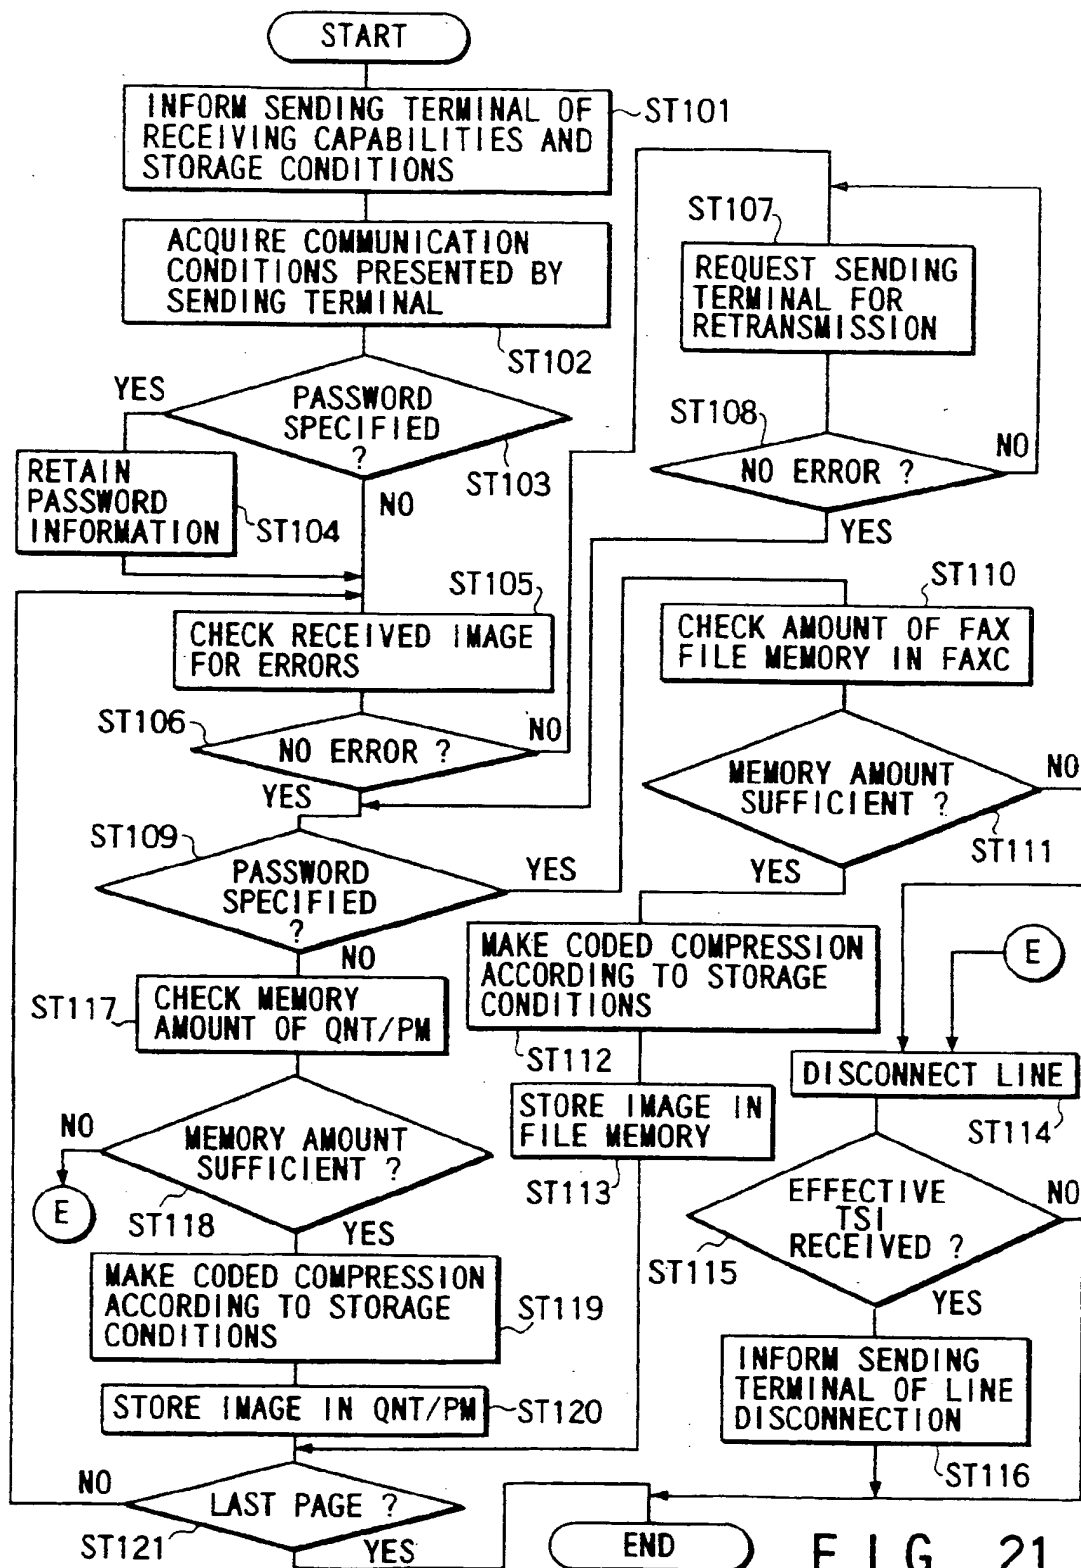 START
INFORM SENDING TERMINAL OF
RECEIVING CAPABILITIES AND
STORAGE CONDITIONS
ST101
ACQUIRE COMMUNICATION
CONDITIONS PRESENTED BY
SENDING TERMINAL
ST102
PASSWORD
SPECIFIED
?
YES
ST103
NO
RETAIN
PASSWORD
INFORMATION
ST104
ST105
CHECK RECEIVED IMAGE
FOR ERRORS
ST106
NO ERROR ?
NO
YES
ST107
REQUEST SENDING
TERMINAL FOR
RETRANSMISSION
ST108
NO ERROR ?
NO
YES
ST109
PASSWORD
SPECIFIED
?
YES
NO
ST110
CHECK AMOUNT OF FAX
FILE MEMORY IN FAXC
MEMORY AMOUNT
SUFFICIENT ?
NO
ST111
YES
MAKE CODED COMPRESSION
ACCORDING TO STORAGE
CONDITIONS
ST112
STORE IMAGE IN
FILE MEMORY
ST113
E
DISCONNECT LINE
ST114
EFFECTIVE
TSI
RECEIVED ?
NO
ST115
YES
INFORM SENDING
TERMINAL OF LINE
DISCONNECTION
ST116
ST117
CHECK MEMORY
AMOUNT OF QNT/PM
MEMORY AMOUNT
SUFFICIENT ?
NO
E
ST118
YES
MAKE CODED COMPRESSION
ACCORDING TO STORAGE
CONDITIONS
ST119
STORE IMAGE IN QNT/PM
ST120
NO
LAST PAGE ?
ST121
YES
END
FIG. 21